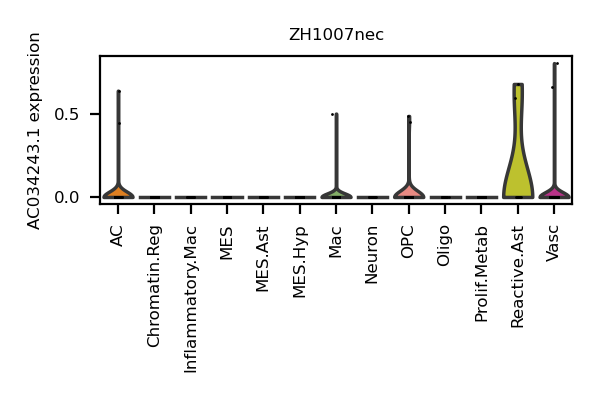 ZH1007nec
AC034243.1 expression
0.5
0.0
AC
Chromatin.Reg
Inflammatory.Mac
MES
MES.Ast
MES.Hyp
Mac
Neuron
OPC
Oligo
Prolif.Metab
Reactive.Ast
Vasc